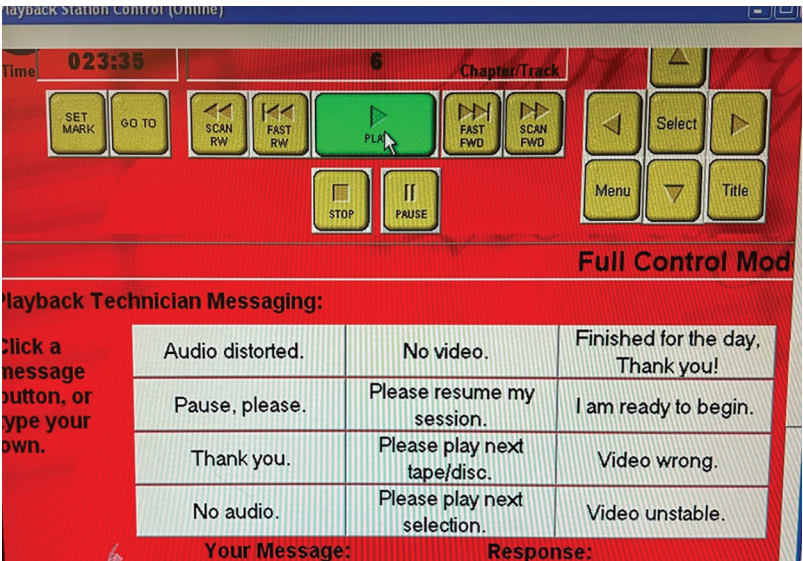 Playback Station Control (Online)
Time
023:35
6
Chapter/Track
SET
MARK
GO TO
SCAN
RW
FAST
RW
PLAY
FAST
FWD
SCAN
FWD
Select
Menu
Title
STOP
PAUSE
Full Control Mod
Playback Technician Messaging:
Click a
message
button, or
type your
own.
Audio distorted.
No video.
Finished for the day,
Thank you!
Pause, please.
Please resume my
session.
I am ready to begin.
Thank you.
Please play next
tape/disc.
Video wrong.
No audio.
Please play next
selection.
Video unstable.
Your Message:
Response: